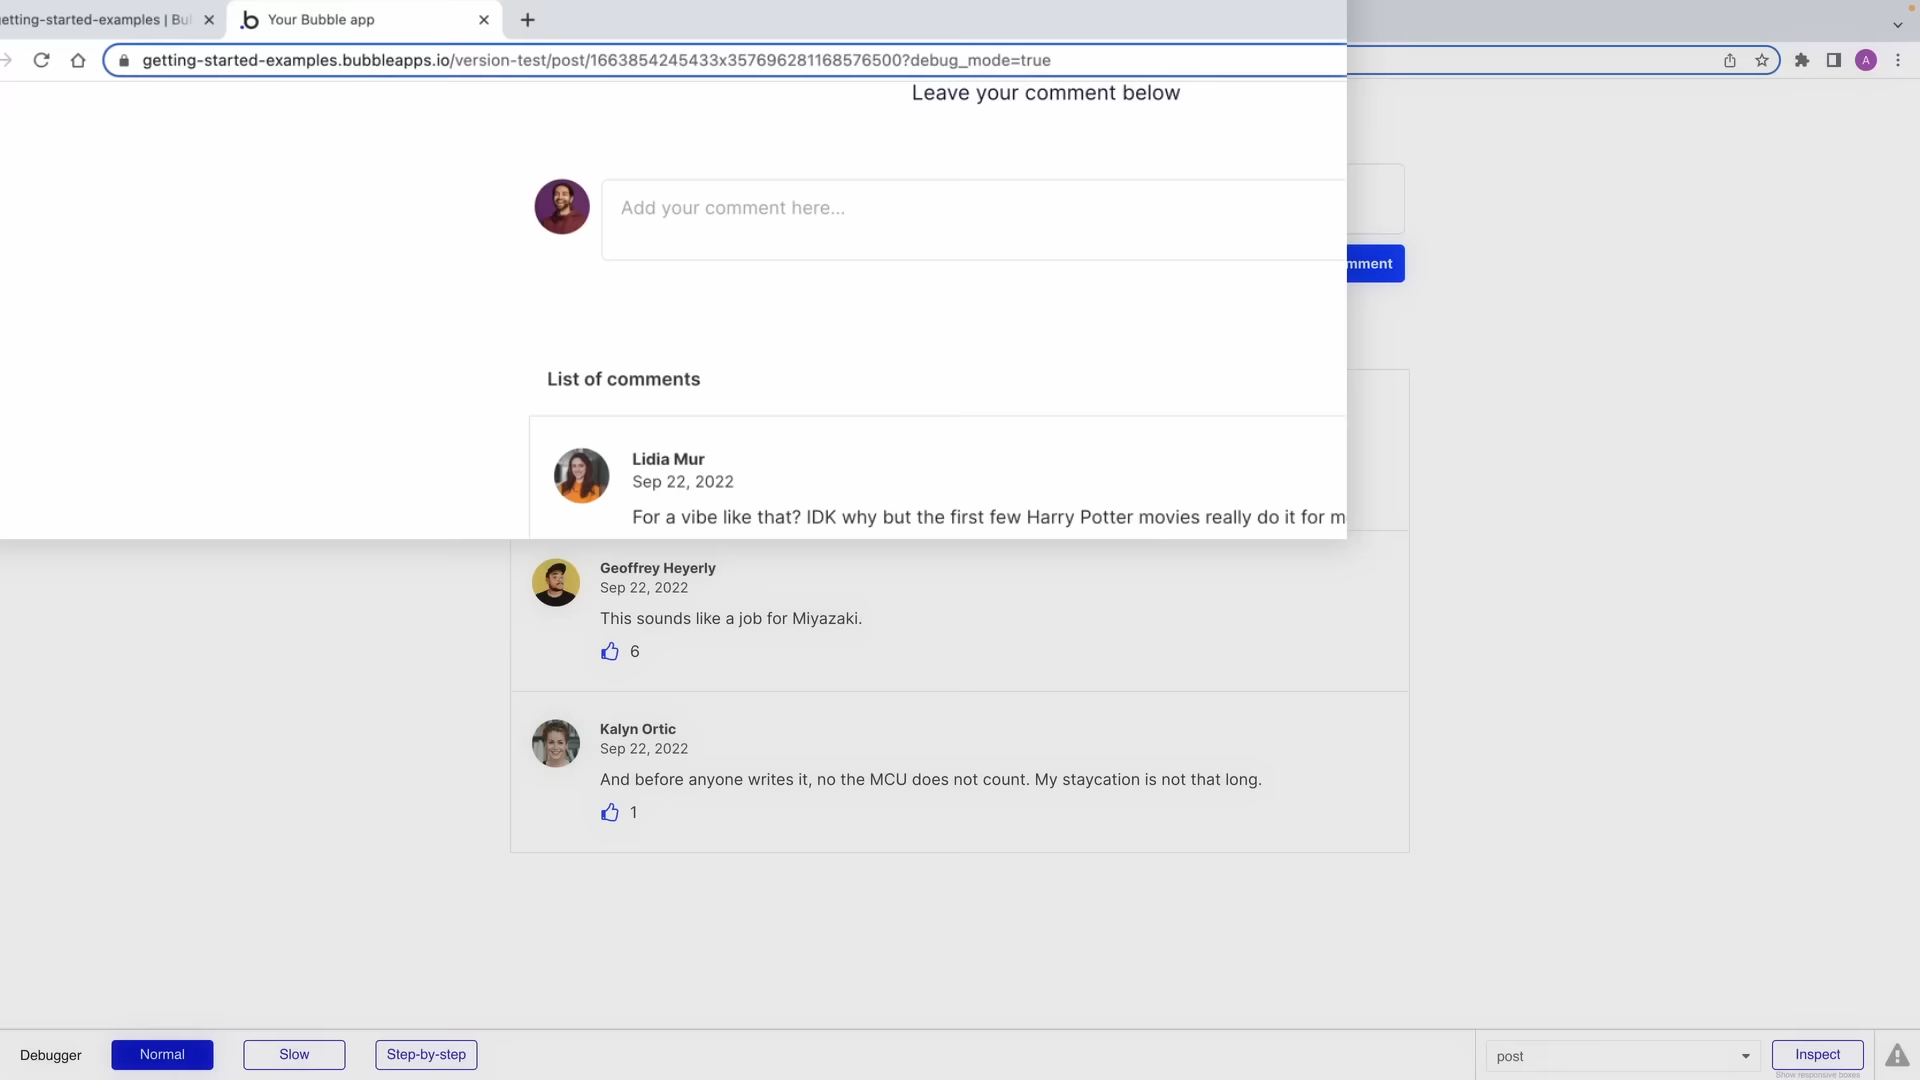 etting-started-examples | Bu
Your Bubble app
getting-started-examples.bubbleapps.io/version-test/post/1663854245433x357696281168576500?debug_mode=true
A
Leave your comment below
Add your comment here...
mment
List of comments
Lidia Mur
Sep 22, 2022
For a vibe like that? IDK why but the first few Harry Potter movies really do it for m
Geoffrey Heyerly
Sep 22, 2022
This sounds like a job for Miyazaki.
6
Kalyn Ortic
Sep 22, 2022
And before anyone writes it, no the MCU does not count. My staycation is not that long.
1
Debugger
Normal
Slow
Step-by-step
post
Inspect
Show responsive boxes